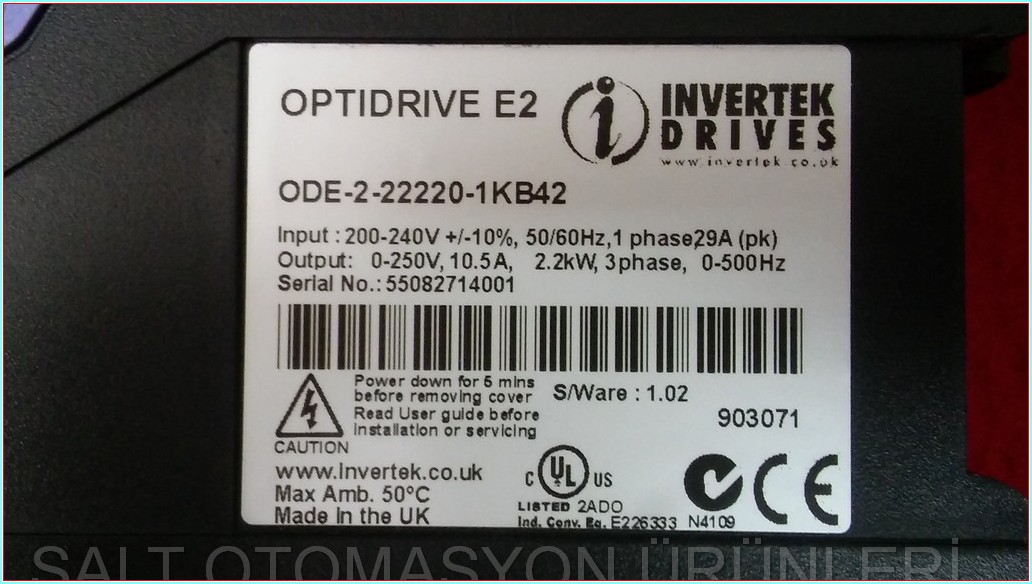 OPTIDRIVE E2
INVERTEK
DRIVES
www.invertek.co.uk
ODE-2-22220-1KB42
Input : 200-240V +/-10%, 50/60Hz,1 phase,29A (pk)
Output: 0-250V, 10.5A, 2.2kW, 3phase, 0-500Hz
Serial No.: 55082714001
Power down for 5 mins
before removing cover
Read User guide before
installation or servicing
CAUTION
S/Ware : 1.02
903071
www.invertek.co.uk
Max Amb. 50°C
Made In the UK
C UL US
LISTED 2ADO
Ind. Conv. Eq. E226333
N4109
CE
SALT OTOMASYON ÜRÜNLERİ